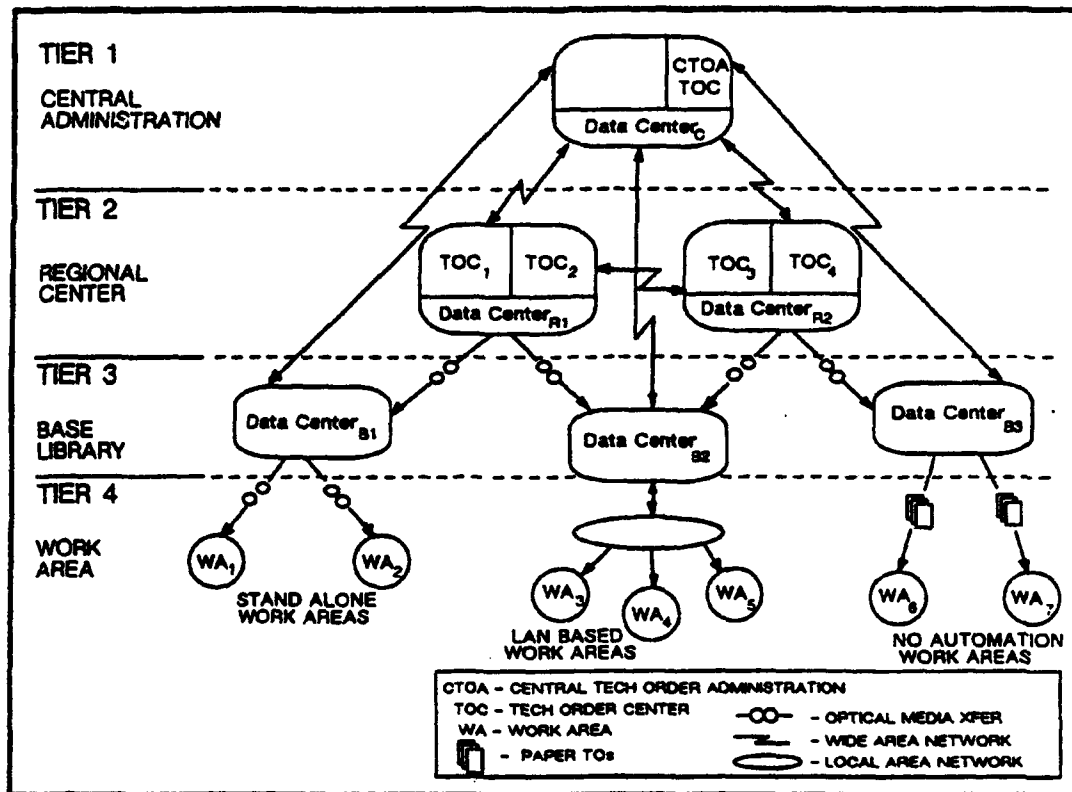 TIER 1
CENTRAL
ADMINISTRATION
CTOA
TOC
Data Center C
TIER 2
REGIONAL
CENTER
TOC1 TOC2
Data Center R1
TOC3 TOC4
Data Center R2
TIER 3
BASE
LIBRARY
Data Center B1
Data Center B2
Data Center B3
TIER 4
WORK
AREA
WA1
WA2
STAND ALONE
WORK AREAS
WA3
WA4
WA5
LAN BASED
WORK AREAS
WA6
WA7
NO AUTOMATION
WORK AREAS
CTOA - CENTRAL TECH ORDER ADMINISTRATION
TOC - TECH ORDER CENTER
WA - WORK AREA
- PAPER TOs
- OPTICAL MEDIA XFER
- WIDE AREA NETWORK
- LOCAL AREA NETWORK